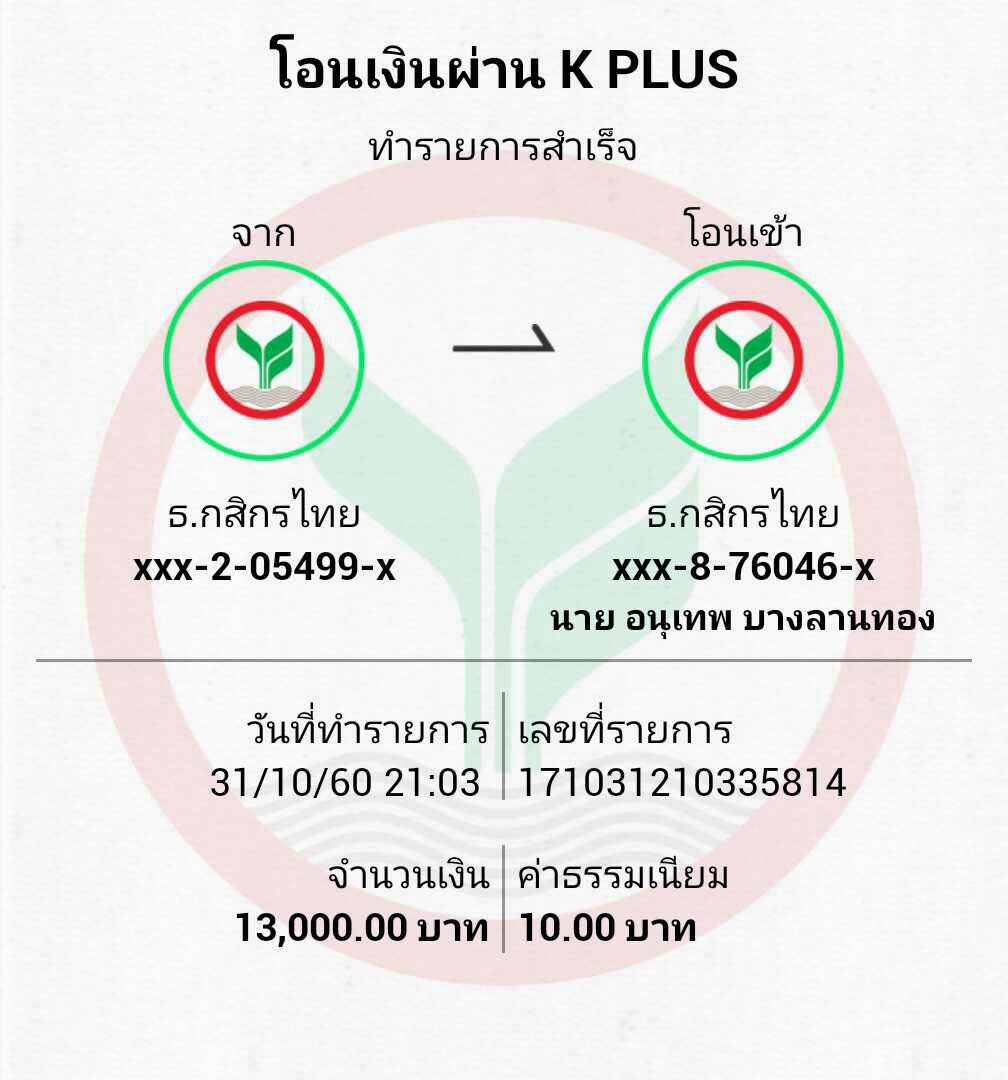 โอนเงินผ่าน K PLUS
ทำรายการสำเร็จ
จาก
โอนเข้า
ธ.กสิกรไทย
xxx-2-05499-x
ธ.กสิกรไทย
xxx-8-76046-x
นาย อนุเทพ บางลานทอง
วันที่ทำรายการ
31/10/60 21:03
เลขที่รายการ
171031210335814
จำนวนเงิน
13,000.00 บาท
ค่าธรรมเนียม
10.00 บาท